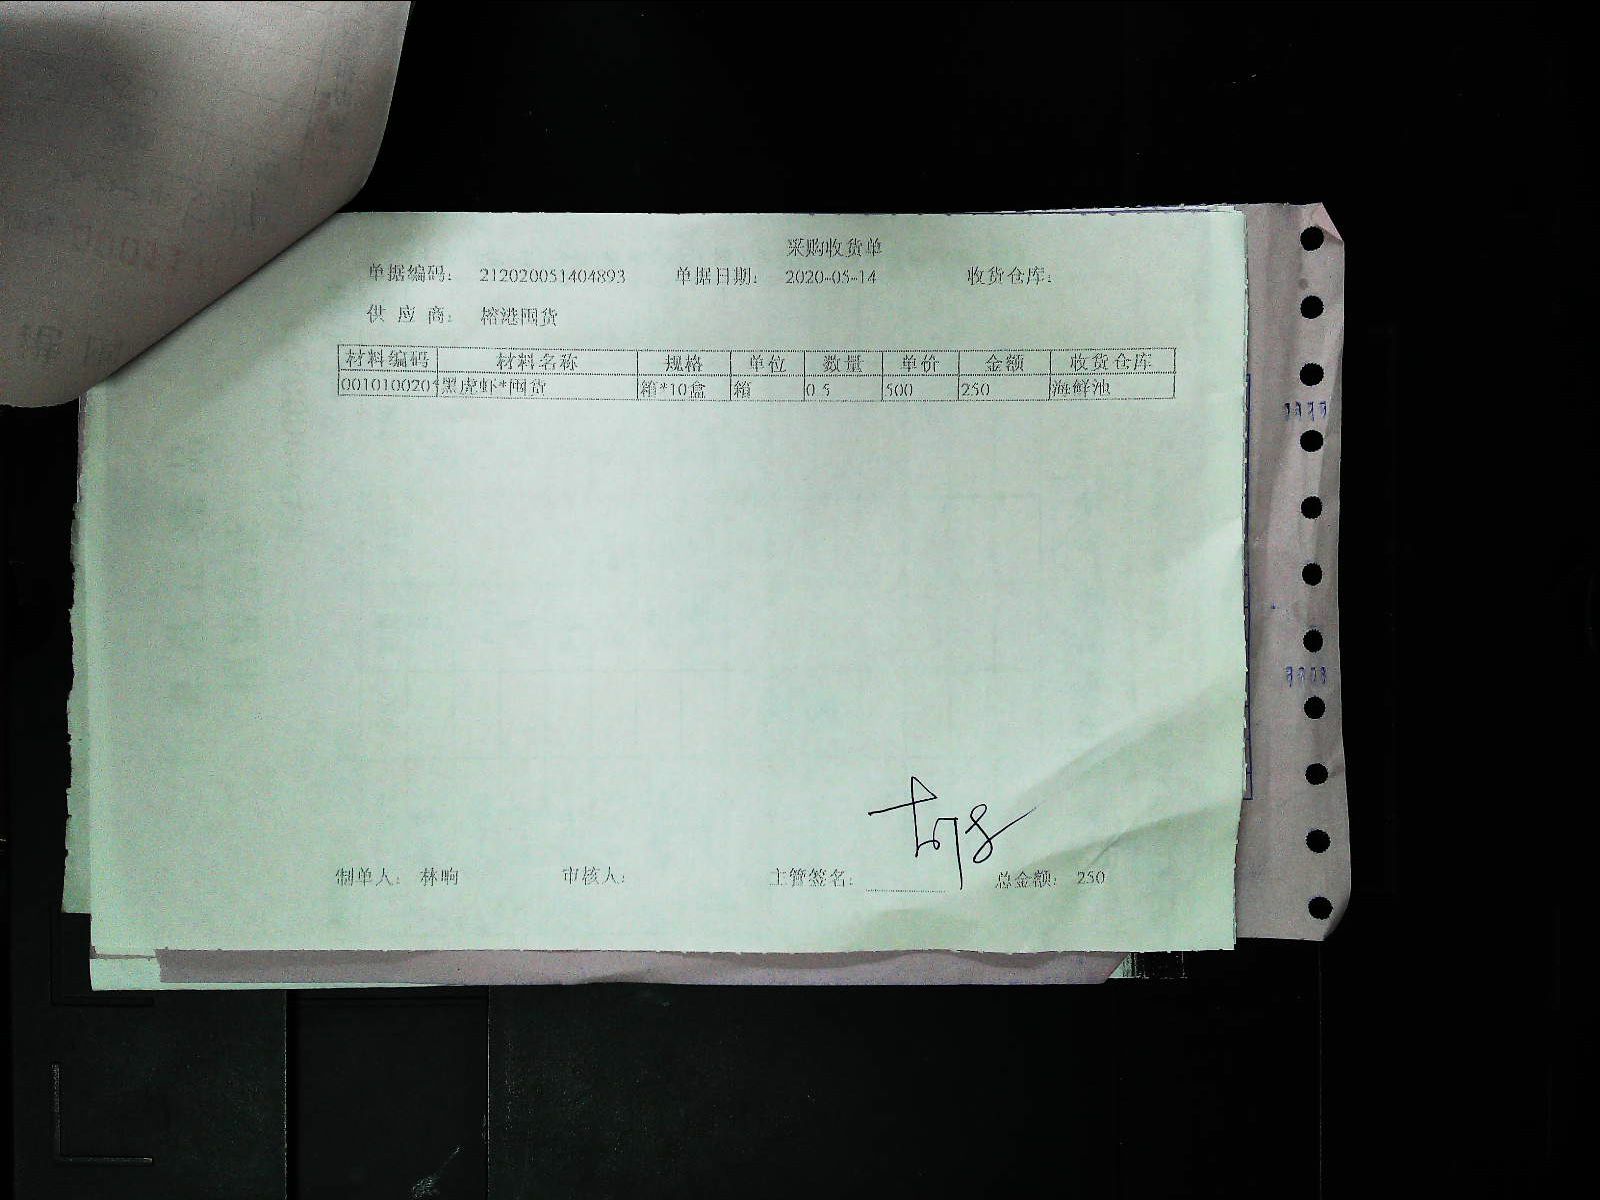 采购收货单
单据编码： 212020051404893 单据日期： 2020-05-14 收货仓库：
供应商： 榕港囤货
材料编码 材料名称 规格 单位 数量 单价 金额 收货仓库
001010020 黑虎虾*囤货 箱*10盒 箱 0.5 500 250 海鲜池
制单人： 林响 审核人： 主管签名： 总金额： 250